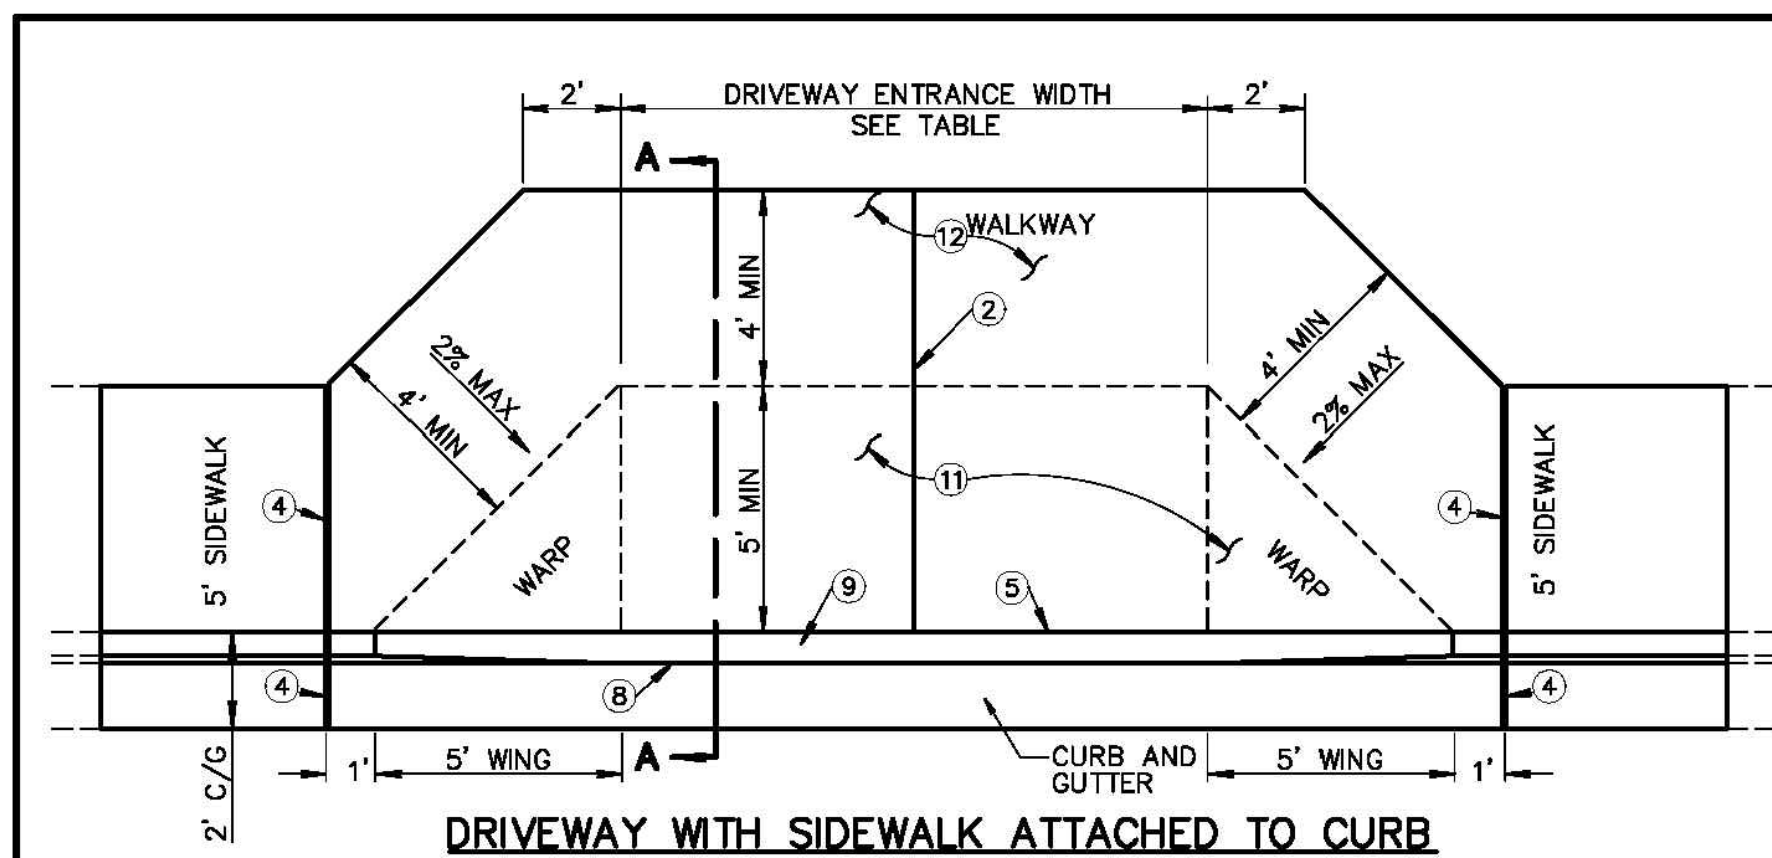 2'
DRIVEWAY ENTRANCE WIDTH
2'
SEE TABLE
A
12
WALKWAY
4' MIN
2
2% MAX
4' MIN
4' MIN
2% MAX
5' SIDEWALK
4
5' MIN
11
4
5' SIDEWALK
WARP
9
5
WARP
4
8
4
2' C/G
1'
5' WING
A
CURB AND
GUTTER
5' WING
1'
DRIVEWAY WITH SIDEWALK ATTACHED TO CURB